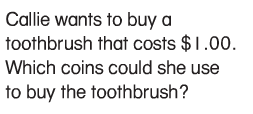 Callie wants to buy a
toothbrush that costs $1.00.
Which coins could she use
to buy the toothbrush?